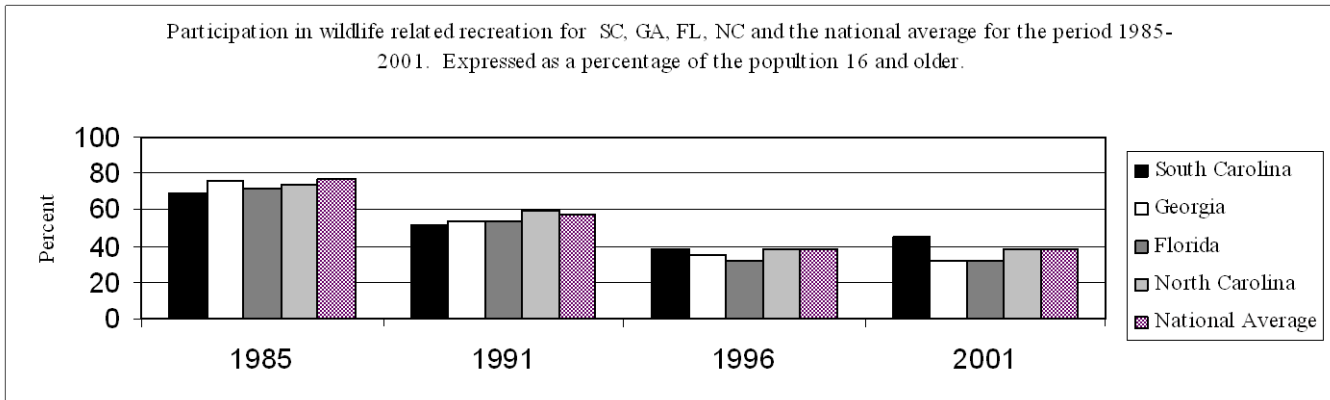 Participation in wildlife related recreation for SC, GA, FL, NC and the national average for the period 1985-
2001. Expressed as a percentage of the popultion 16 and older.
100
80
60
40
20
0
Percent
1985
1991
1996
2001
South Carolina
Georgia
Florida
North Carolina
National Average